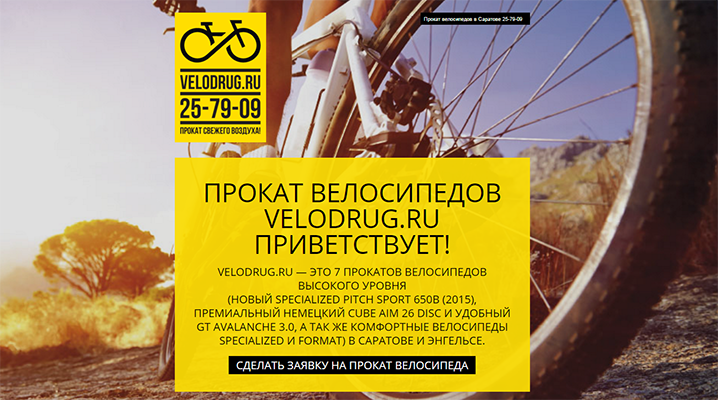 Прокат велосипедов в Саратове 25-79-09
VELODRUG.RU
25-79-09
ПРОКАТ СВЕЖЕГО ВОЗДУХА!
ПРОКАТ ВЕЛОСИПЕДОВ
VELODRUG.RU
ПРИВЕТСТВУЕТ!
VELODRUG.RU — ЭТО 7 ПРОКАТОВ ВЕЛОСИПЕДОВ
ВЫСОКОГО УРОВНЯ
(НОВЫЙ SPECIALIZED PITCH SPORT 650B (2015),
ПРЕМИАЛЬНЫЙ НЕМЕЦКИЙ CUBE AIM 26 DISC И УДОБНЫЙ
GT AVALANCHE 3.0, А ТАК ЖЕ КОМФОРТНЫЕ ВЕЛОСИПЕДЫ
SPECIALIZED И FORMAT) В САРАТОВЕ И ЭНГЕЛЬСЕ.
СДЕЛАТЬ ЗАЯВКУ НА ПРОКАТ ВЕЛОСИПЕДА